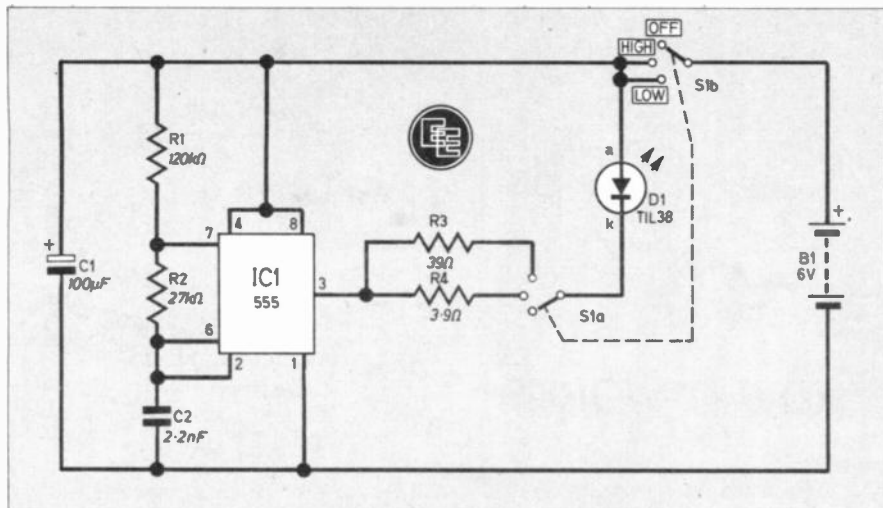 OFF
HIGH
S1b
LOW
R1
120kΩ
a
D1
TIL38
k
4
8
7
R3
39Ω
+
C1
100µF
R2
27kΩ
IC1
555
3
R4
3·9Ω
S1a
+
B1
6V
6
2
1
C2
2·2nF